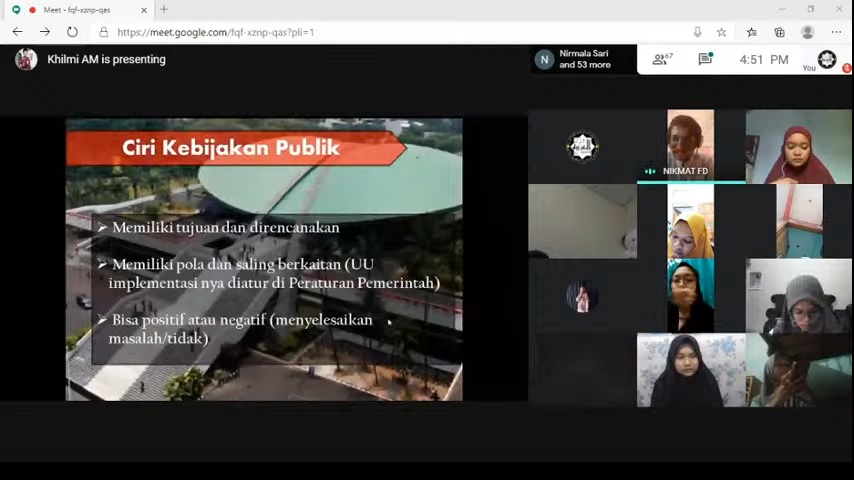 Meet - fqf-xznp-qas
https://meet.google.com/fqf-xznp-qas?pli=1
Khilmi AM is presenting
N
Nirmala Sari
and 53 more
67
4:51 PM
You
Ciri Kebijakan Publik
Memiliki tujuan dan direncanakan
Memiliki pola dan saling berkaitan (UU
implementasi nya diatur di Peraturan Pemerintah)
Bisa positif atau negatif (menyelesaikan
masalah/tidak)
NIKMAT FD